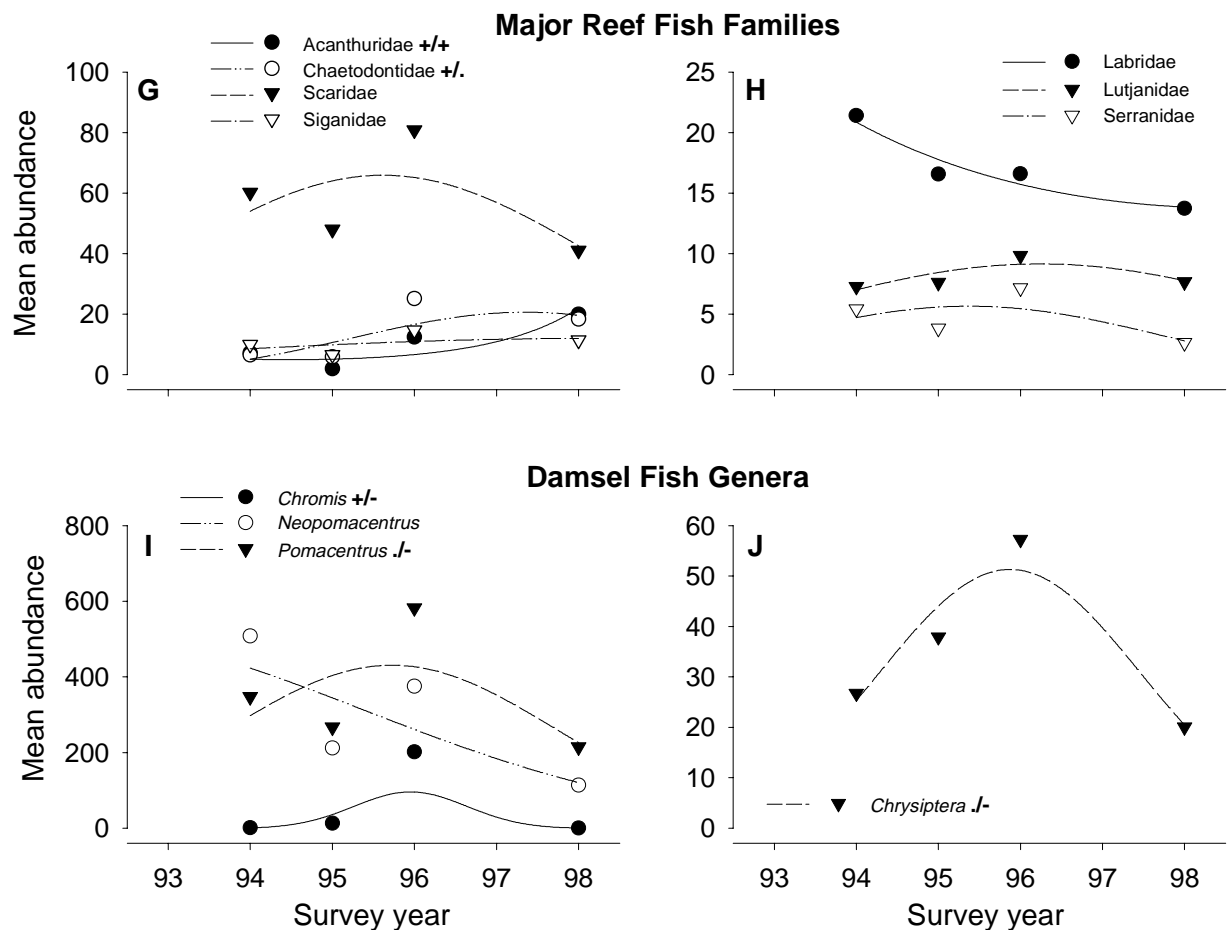 Major Reef Fish Families
G
Acanthuridae +/+
Chaetodontidae +/.
Scaridae
Siganidae
100
80
60
40
20
0
Mean abundance
H
Labridae
Lutjanidae
Serranidae
25
20
15
10
5
0
Damsel Fish Genera
I
Chromis +/-
Neopomacentrus
Pomacentrus ./-
800
600
400
200
0
Mean abundance
93 94 95 96 97 98
Survey year
J
60
50
40
30
20
10
0
Chrysiptera ./-
93 94 95 96 97 98
Survey year